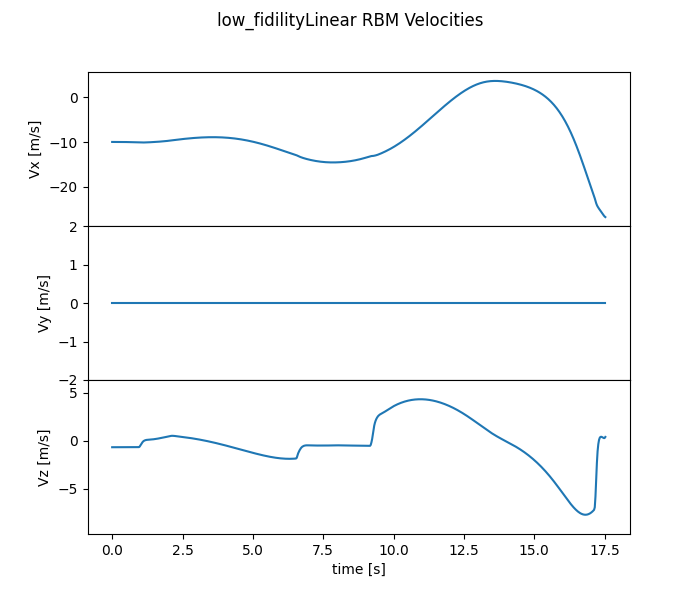 low_fidilityLinear RBM Velocities
Vx [m/s]
0
−10
−20
Vy [m/s]
2
1
0
−1
−2
Vz [m/s]
5
0
−5
0.0 2.5 5.0 7.5 10.0 12.5 15.0 17.5
time [s]